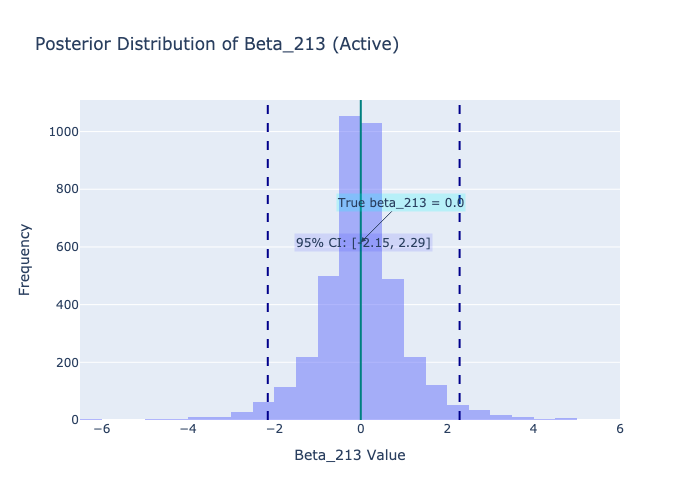 Posterior Distribution of Beta_213 (Active)
1000
800
True beta_213 = 0.0
95% CI: [-2.15, 2.29]
600
400
200
0
Frequency
−6 −4 −2 0 2 4 6
Beta_213 Value